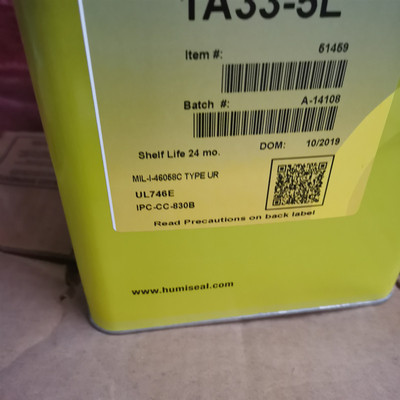 1A33-5L
Item #: 51459
Batch #: A-14108
Shelf Life 24 mo. DOM: 10/2019
MIL-I-46058C TYPE UR
UL746E
IPC-CC-830B
Read Precautions on back label
www.humiseal.com